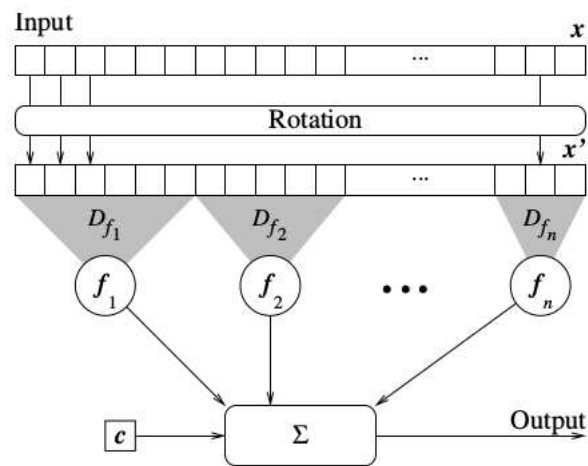 Input x
...
Rotation
x'
...
D_{f_1} D_{f_2} D_{f_n}
f_1 f_2 ... f_n
c Σ Output